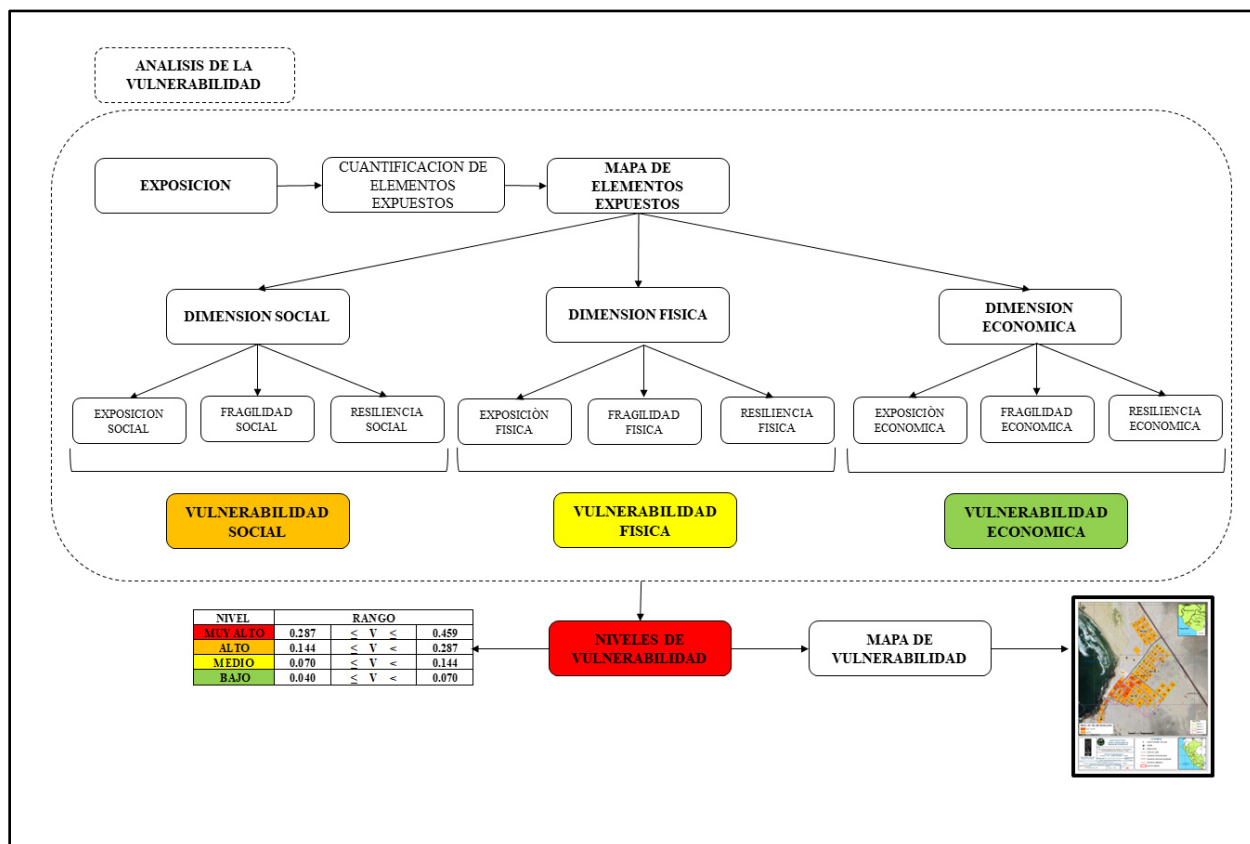 ANALISIS DE LA
VULNERABILIDAD
EXPOSICION
CUANTIFICACION DE
ELEMENTOS
EXPUESTOS
MAPA DE
ELEMENTOS
EXPUESTOS
DIMENSION SOCIAL
DIMENSION FISICA
DIMENSION
ECONOMICA
EXPOSICION
SOCIAL
FRAGILIDAD
SOCIAL
RESILIENCIA
SOCIAL
EXPOSICIÒN
FISICA
FRAGILIDAD
FISICA
RESILIENCIA
FISICA
EXPOSICIÒN
ECONOMICA
FRAGILIDAD
ECONOMICA
RESILIENCIA
ECONOMICA
VULNERABILIDAD
SOCIAL
VULNERABILIDAD
FISICA
VULNERABILIDAD
ECONOMICA
NIVEL RANGO
MUY ALTO 0.287 ≤ V ≤ 0.459
ALTO 0.144 ≤ V < 0.287
MEDIO 0.070 ≤ V < 0.144
BAJO 0.040 ≤ V < 0.070
NIVELES DE
VULNERABILIDAD
MAPA DE
VULNERABILIDAD